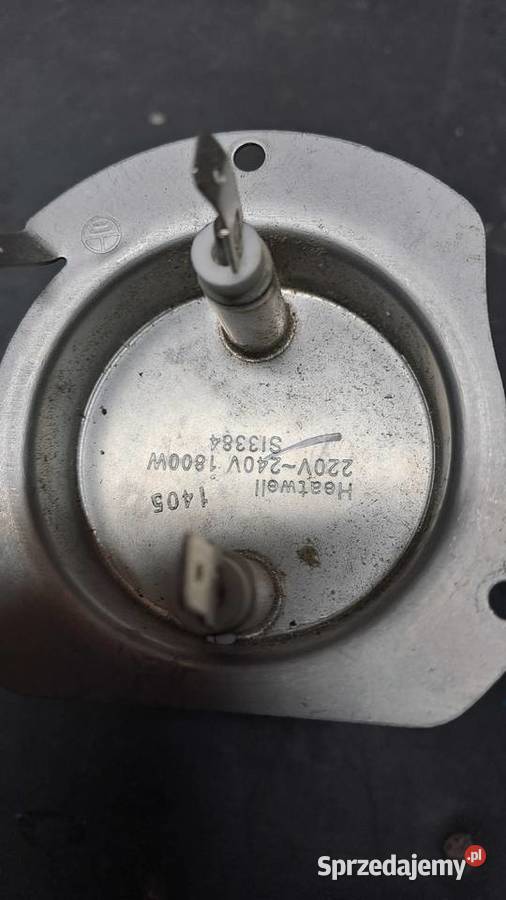 Heatwell
220V~240V 1800W
SI3384
1405
Sprzedajemy.pl